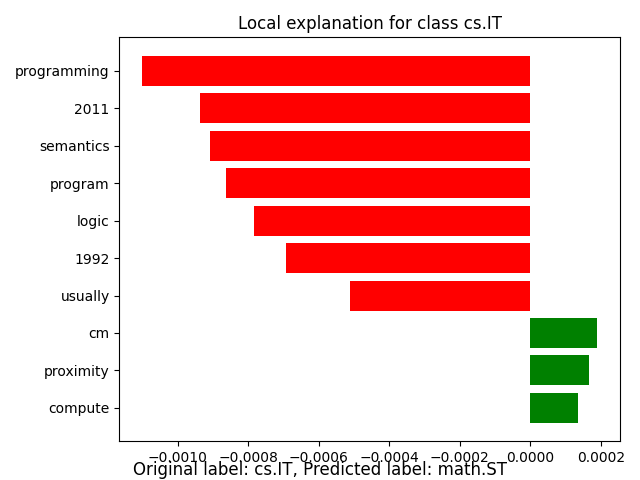 Local explanation for class cs.IT
programming
2011
semantics
program
logic
1992
usually
cm
proximity
compute
−0.0010 −0.0008 −0.0006 −0.0004 −0.0002 0.0000 0.0002
Original label: cs.IT, Predicted label: math.ST